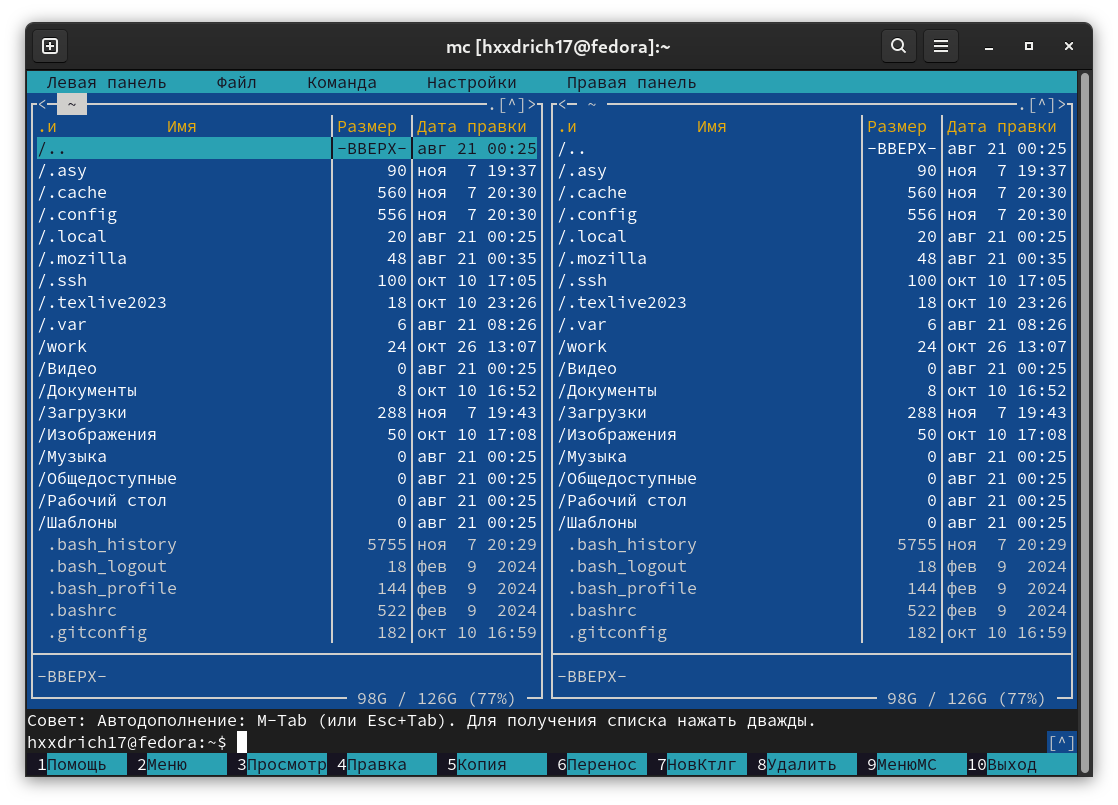 mc [hxxdrich17@fedora]:~
Левая панель Файл Команда Настройки Правая панель
<─ ~ ─.[^]>┐ <─ ~ ─.[^]>┐
.и Имя Размер Дата правки .и Имя Размер Дата правки
/.. -ВВЕРХ- авг 21 00:25 /.. -ВВЕРХ- авг 21 00:25
/.asy 90 ноя 7 19:37 /.asy 90 ноя 7 19:37
/.cache 560 ноя 7 20:30 /.cache 560 ноя 7 20:30
/.config 556 ноя 7 20:30 /.config 556 ноя 7 20:30
/.local 20 авг 21 00:25 /.local 20 авг 21 00:25
/.mozilla 48 авг 21 00:35 /.mozilla 48 авг 21 00:35
/.ssh 100 окт 10 17:05 /.ssh 100 окт 10 17:05
/.texlive2023 18 окт 10 23:26 /.texlive2023 18 окт 10 23:26
/.var 6 авг 21 08:26 /.var 6 авг 21 08:26
/work 24 окт 26 13:07 /work 24 окт 26 13:07
/Видео 0 авг 21 00:25 /Видео 0 авг 21 00:25
/Документы 8 окт 10 16:52 /Документы 8 окт 10 16:52
/Загрузки 288 ноя 7 19:43 /Загрузки 288 ноя 7 19:43
/Изображения 50 окт 10 17:08 /Изображения 50 окт 10 17:08
/Музыка 0 авг 21 00:25 /Музыка 0 авг 21 00:25
/Общедоступные 0 авг 21 00:25 /Общедоступные 0 авг 21 00:25
/Рабочий стол 0 авг 21 00:25 /Рабочий стол 0 авг 21 00:25
/Шаблоны 0 авг 21 00:25 /Шаблоны 0 авг 21 00:25
.bash_history 5755 ноя 7 20:29 .bash_history 5755 ноя 7 20:29
.bash_logout 18 фев 9 2024 .bash_logout 18 фев 9 2024
.bash_profile 144 фев 9 2024 .bash_profile 144 фев 9 2024
.bashrc 522 фев 9 2024 .bashrc 522 фев 9 2024
.gitconfig 182 окт 10 16:59 .gitconfig 182 окт 10 16:59
-ВВЕРХ- -ВВЕРХ-
98G / 126G (77%) 98G / 126G (77%)
Совет: Автодополнение: M-Tab (или Esc+Tab). Для получения списка нажать дважды.
hxxdrich17@fedora:~$ [^]
1Помощь 2Меню 3Просмотр 4Правка 5Копия 6Перенос 7НовКтлг 8Удалить 9МенюMC 10Выход